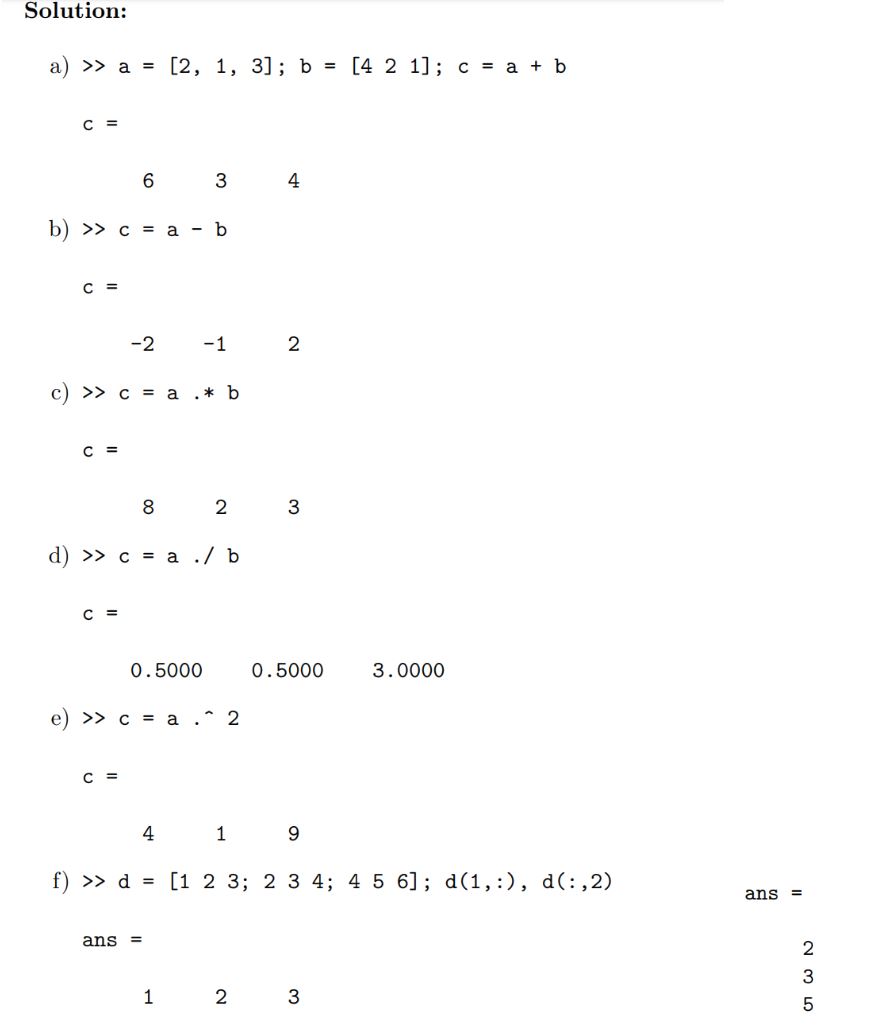 Solution:
a) >> a = [2, 1, 3]; b = [4 2 1]; c = a + b
c =
6 3 4
b) >> c = a - b
c =
-2 -1 2
c) >> c = a .* b
c =
8 2 3
d) >> c = a ./ b
c =
0.5000 0.5000 3.0000
e) >> c = a .^ 2
c =
4 1 9
f) >> d = [1 2 3; 2 3 4; 4 5 6]; d(1,:), d(:,2)
ans =
1 2 3
ans =
2
3
5